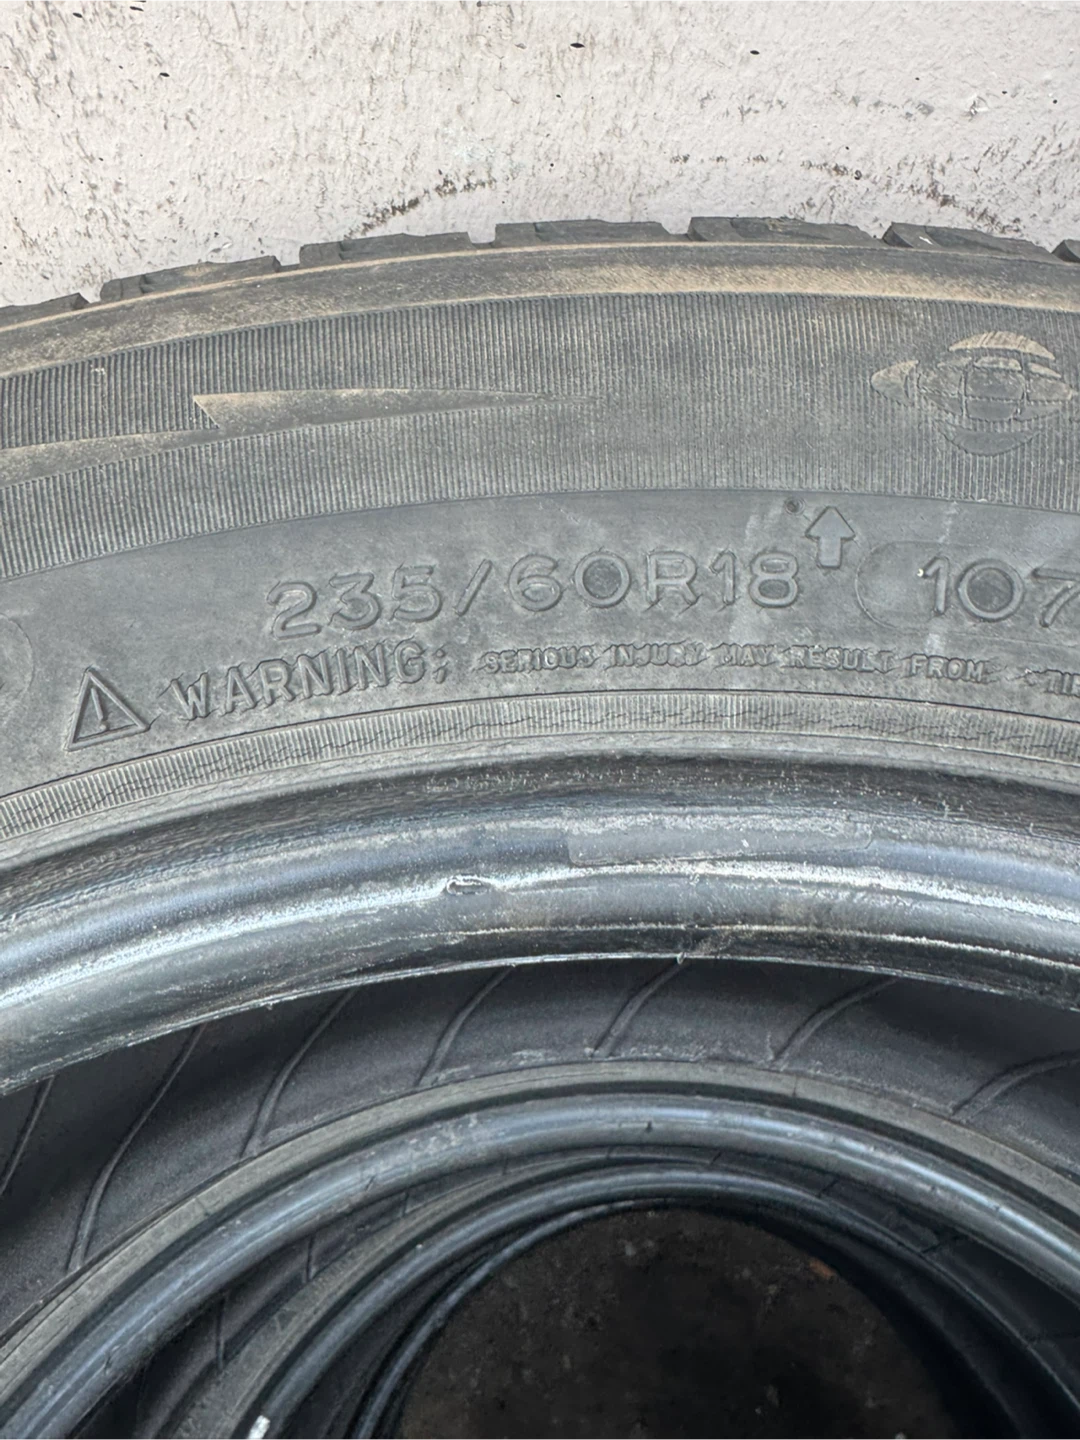 235/60R18 107
WARNING: SERIOUS INJURY MAY RESULT FROM